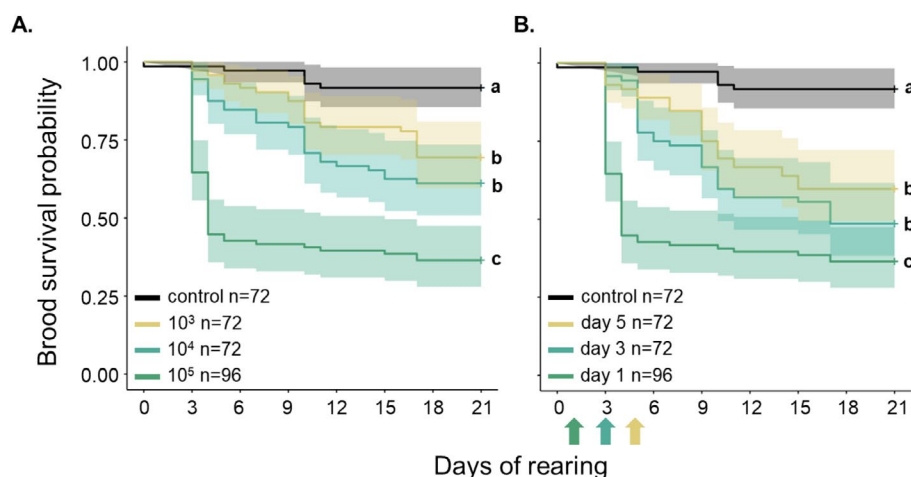 A.
B.
Brood survival probability
1.00
0.75
0.50
0.25
0.00
a
b
b
c
control n=72
10³ n=72
10⁴ n=72
10⁵ n=96
0 3 6 9 12 15 18 21
a
b
b
c
control n=72
day 5 n=72
day 3 n=72
day 1 n=96
0 3 6 9 12 15 18 21
Days of rearing